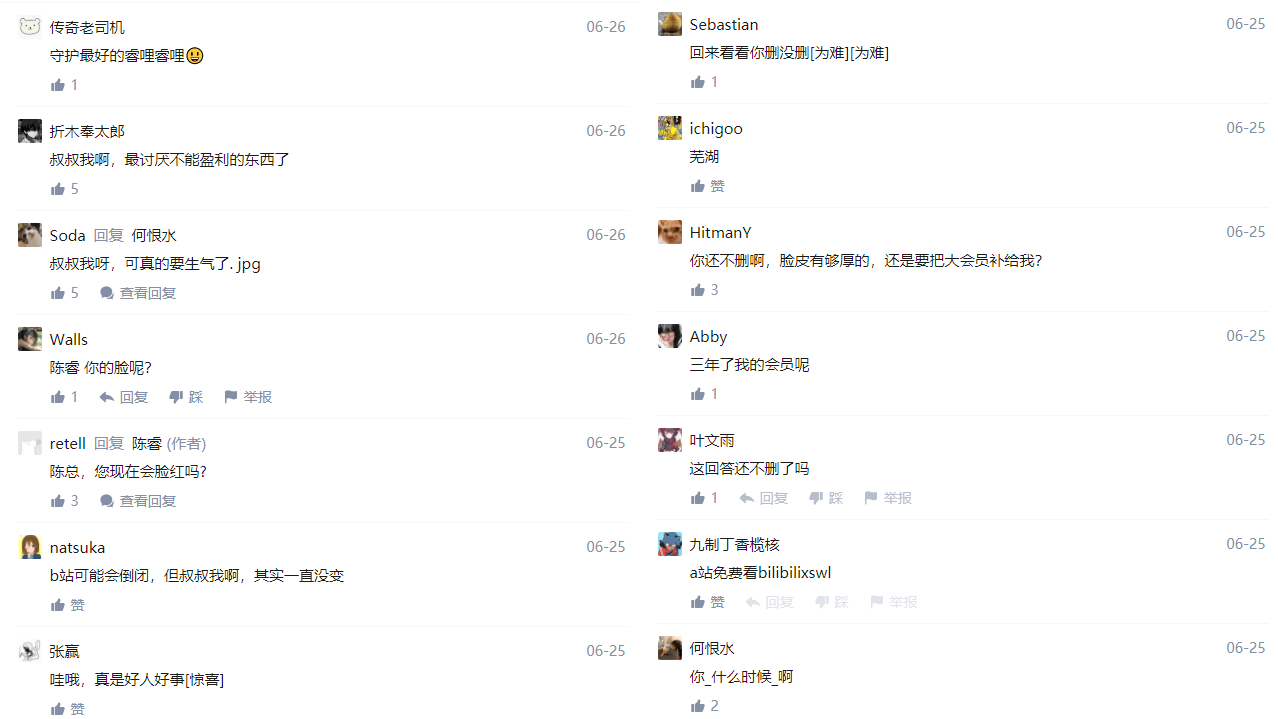 传奇老司机 06-26
守护最好的睿哩睿哩😃
1
折木奉太郎 06-26
叔叔我啊，最讨厌不能盈利的东西了
5
Soda 回复 何恨水 06-26
叔叔我呀，可真的要生气了.jpg
5 查看回复
Walls 06-26
陈睿 你的脸呢？
1 回复 踩 举报
retell 回复 陈睿 (作者) 06-25
陈总，您现在会脸红吗？
3 查看回复
natsuka 06-25
b站可能会倒闭，但叔叔我啊，其实一直没变
赞
张赢 06-25
哇哦，真是好人好事[惊喜]
赞
Sebastian 06-25
回来看看你删没删[为难][为难]
1
ichigoo 06-25
芜湖
赞
HitmanY 06-25
你还不删啊，脸皮有够厚的，还是要把大会员补给我？
3
Abby 06-25
三年了我的会员呢
1
叶文雨 06-25
这回答还不删了吗
1 回复 踩 举报
九制丁香榄核 06-25
a站免费看bilibilixswl
赞 回复 踩 举报
何恨水 06-25
你_什么时候_啊
2